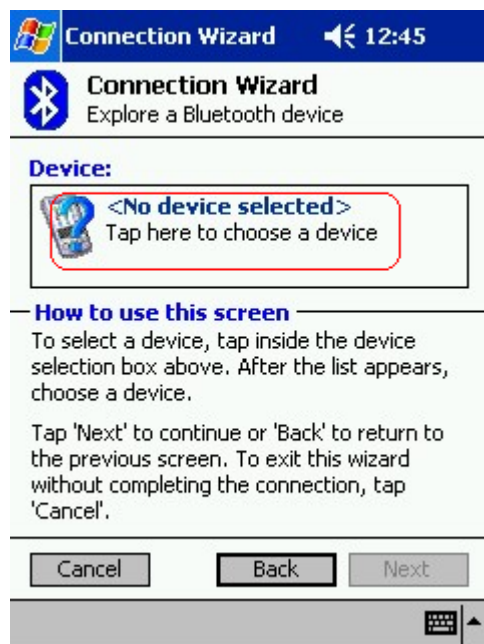 Connection Wizard 12:45
Connection Wizard
Explore a Bluetooth device
Device:
<No device selected>
Tap here to choose a device
How to use this screen
To select a device, tap inside the device
selection box above. After the list appears,
choose a device.
Tap 'Next' to continue or 'Back' to return to
the previous screen. To exit this wizard
without completing the connection, tap
'Cancel'.
Cancel Back Next